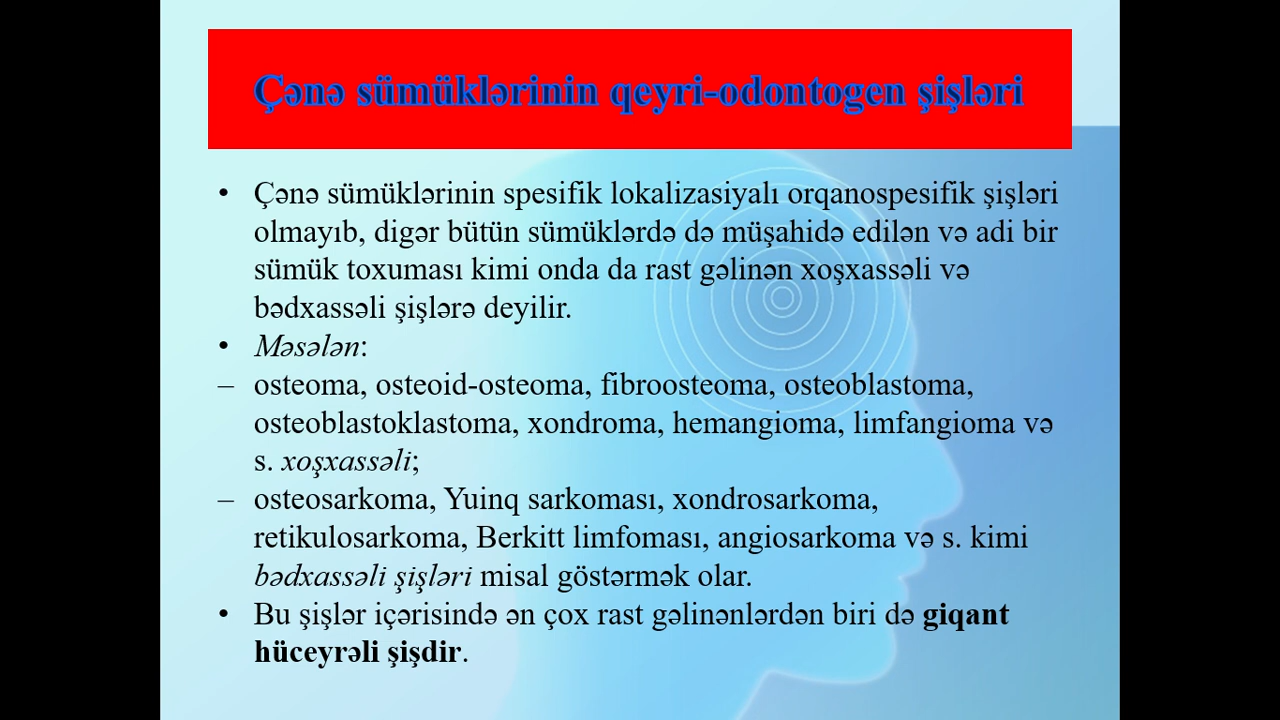 Çənə sümüklərinin qeyri-odontogen şişləri
• Çənə sümüklərinin spesifik lokalizasiyalı orqanospesifik şişləri
olmayıb, digər bütün sümüklərdə də müşahidə edilən və adi bir
sümük toxuması kimi onda da rast gəlinən xoşxassəli və
bədxassəli şişlərə deyilir.
• Məsələn:
– osteoma, osteoid-osteoma, fibroosteoma, osteoblastoma,
osteoblastoklastoma, xondroma, hemangioma, limfangioma və
s. xoşxassəli;
– osteosarkoma, Yuinq sarkoması, xondrosarkoma,
retikulosarkoma, Berkitt limfoması, angiosarkoma və s. kimi
bədxassəli şişləri misal göstərmək olar.
• Bu şişlər içərisində ən çox rast gəlinənlərdən biri də giqant
hüceyrəli şişdir.